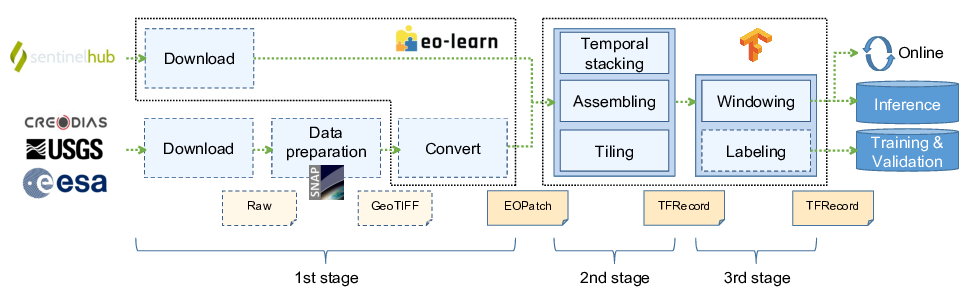 sentinelhub
Download
eo-learn
Temporal
stacking
Online
CREODIAS
Assembling
Windowing
Inference
USGS
Download
Data
preparation
Convert
Tiling
Labeling
Training &
Validation
esa
SNAP
Raw
GeoTIFF
EOPatch
TFRecord
TFRecord
1st stage
2nd stage
3rd stage